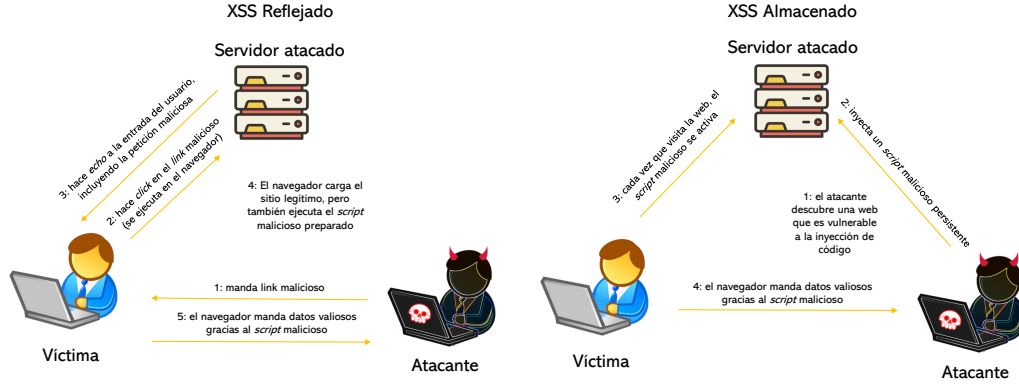 XSS Reflejado
Servidor atacado
3: hace echo a la entrada del usuario,
incluyendo la petición maliciosa
2: hace click en el link malicioso
(se ejecuta en el navegador)
4: El navegador carga el
sitio legítimo, pero
también ejecuta el script
malicioso preparado
1: manda link malicioso
5: el navegador manda datos valiosos
gracias al script malicioso
Víctima
Atacante
XSS Almacenado
Servidor atacado
3: cada vez que visita la web, el
script malicioso se activa
2: inyecta un script malicioso persistente
1: el atacante
descubre una web
que es vulnerable
a la inyección de
código
4: el navegador manda datos valiosos
gracias al script malicioso
Víctima
Atacante